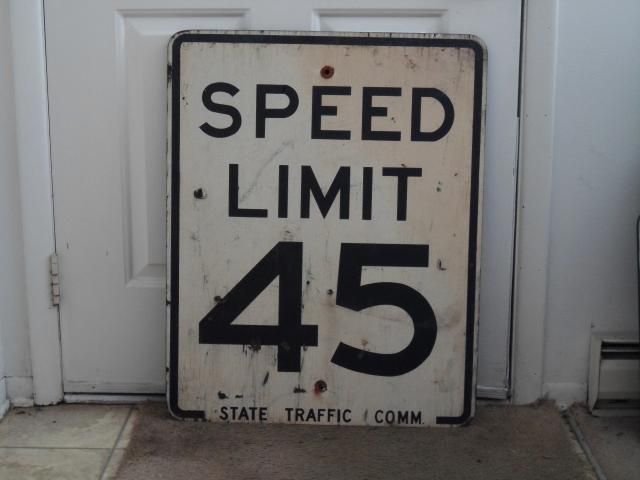 SPEED
LIMIT
45
STATE TRAFFIC COMM.